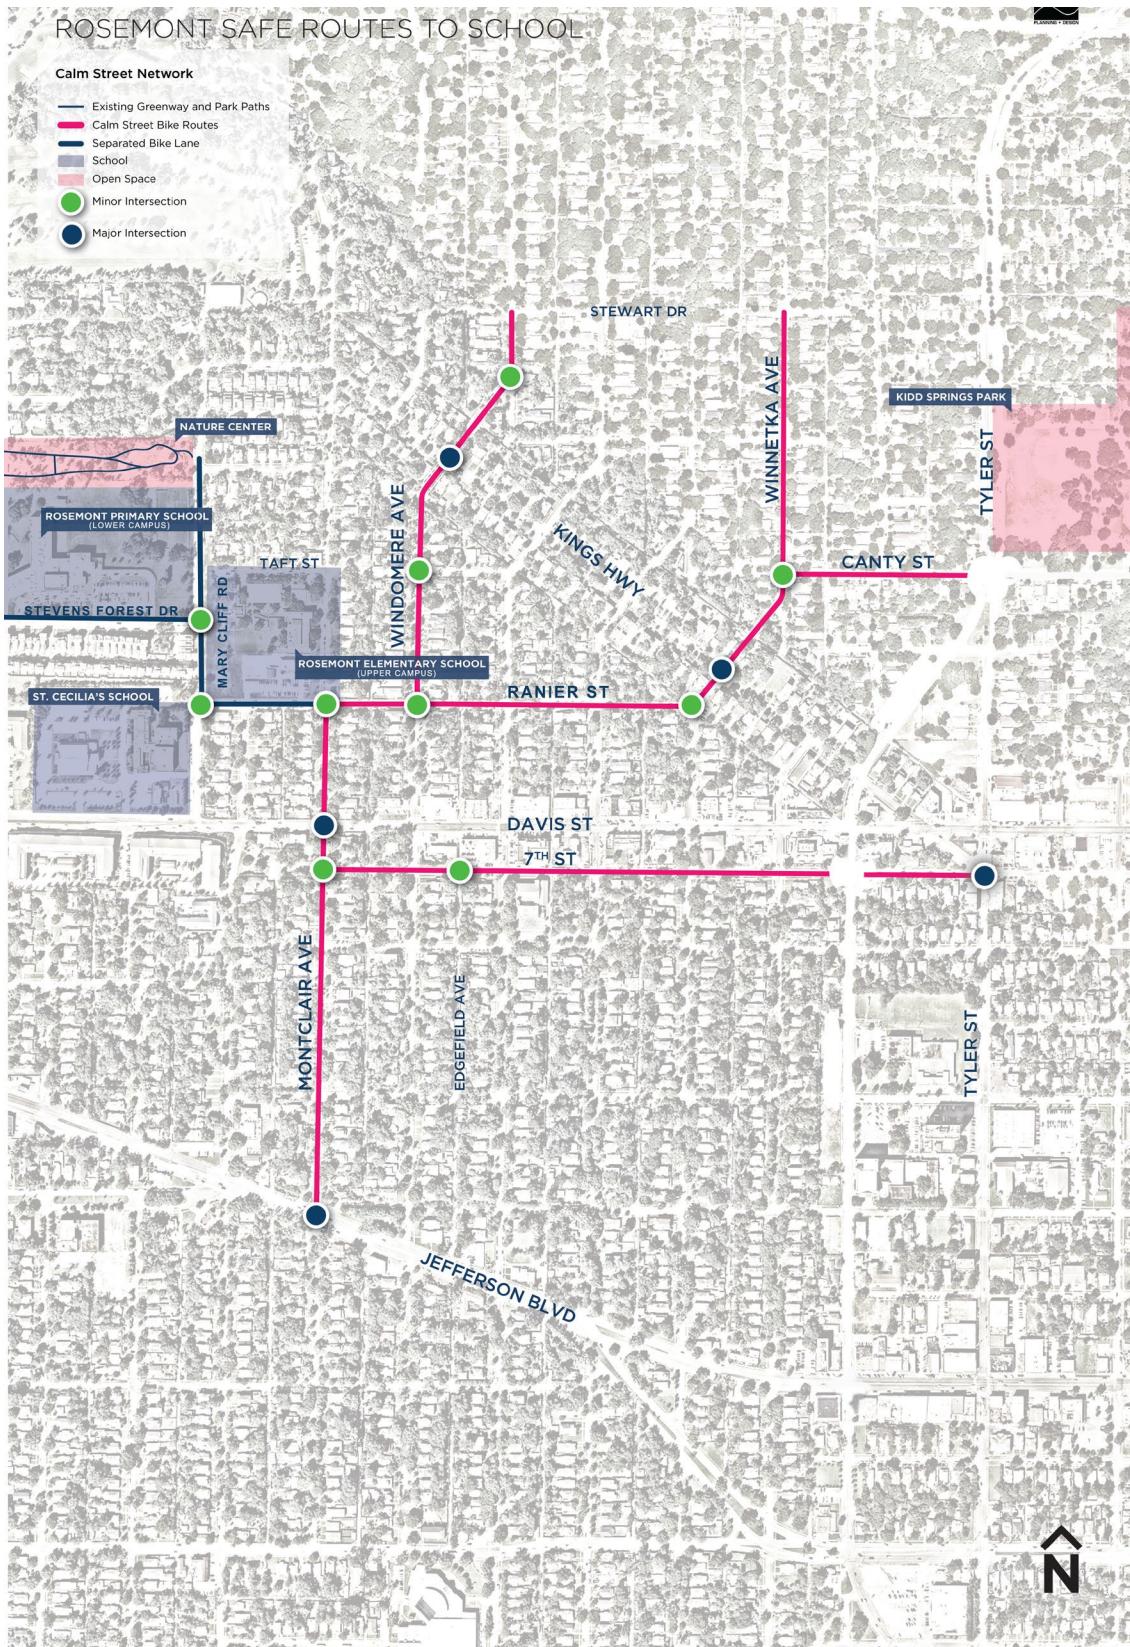 PLANNING + DESIGN
ROSEMONT SAFE ROUTES TO SCHOOL
Calm Street Network
Existing Greenway and Park Paths
Calm Street Bike Routes
Separated Bike Lane
School
Open Space
Minor Intersection
Major Intersection
STEWART DR
WINNETKA AVE
KIDD SPRINGS PARK
TYLER ST
NATURE CENTER
WINDOMERE AVE
ROSEMONT PRIMARY SCHOOL
(LOWER CAMPUS)
KINGS HWY
TAFT ST
CANTY ST
STEVENS FOREST DR
MARY CLIFF RD
ROSEMONT ELEMENTARY SCHOOL
(UPPER CAMPUS)
ST. CECILIA'S SCHOOL
RANIER ST
DAVIS ST
7TH ST
MONTCLAIR AVE
EDGEFIELD AVE
TYLER ST
JEFFERSON BLVD
N